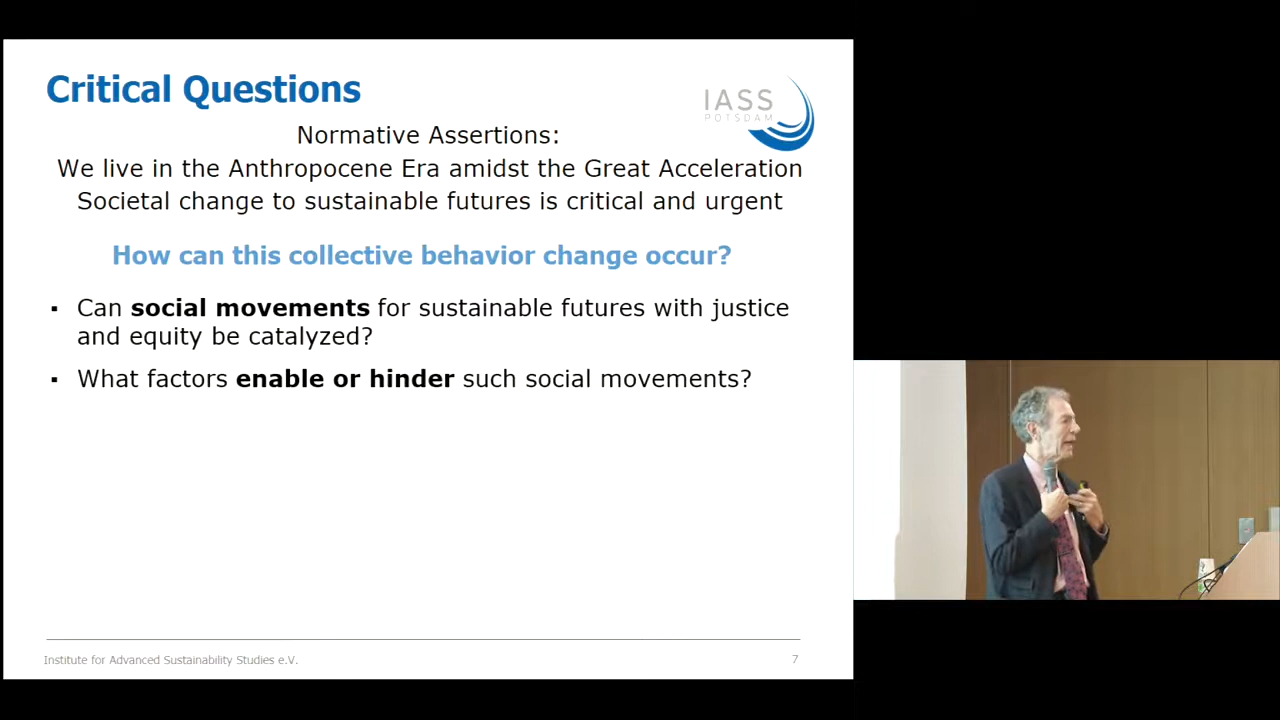 Critical Questions
IASS
POTSDAM
Normative Assertions:
We live in the Anthropocene Era amidst the Great Acceleration
Societal change to sustainable futures is critical and urgent
How can this collective behavior change occur?
▪ Can social movements for sustainable futures with justice
and equity be catalyzed?
▪ What factors enable or hinder such social movements?
Institute for Advanced Sustainability Studies e.V.
7